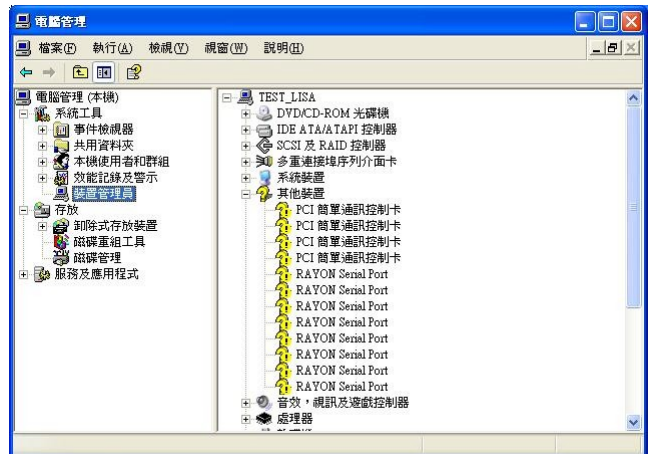 電腦管理
檔案(F) 執行(A) 檢視(V) 視窗(W) 說明(H)
電腦管理 (本機)
系統工具
事件檢視器
共用資料夾
本機使用者和群組
效能記錄及警示
裝置管理員
存放
卸除式存放裝置
磁碟重組工具
磁碟管理
服務及應用程式
TEST_LISA
DVD/CD-ROM 光碟機
IDE ATA/ATAPI 控制器
SCSI 及 RAID 控制器
多重連接埠序列介面卡
系統裝置
其他裝置
PCI 簡單通訊控制卡
PCI 簡單通訊控制卡
PCI 簡單通訊控制卡
PCI 簡單通訊控制卡
RAYON Serial Port
RAYON Serial Port
RAYON Serial Port
RAYON Serial Port
RAYON Serial Port
RAYON Serial Port
RAYON Serial Port
RAYON Serial Port
音效，視訊及遊戲控制器
處理器